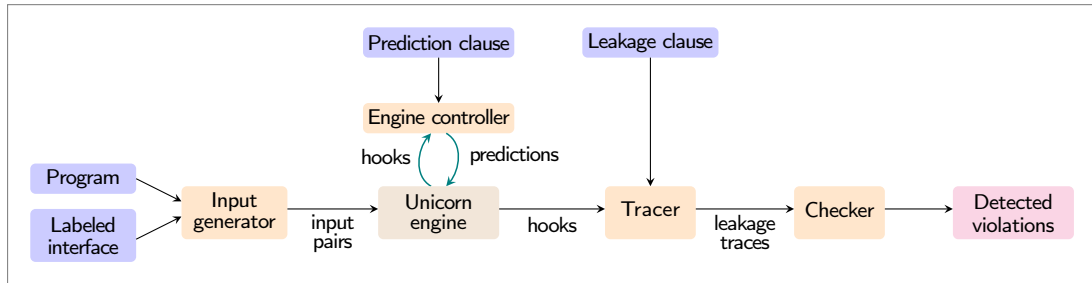 Prediction clause
Leakage clause
Engine controller
hooks
predictions
Program
Labeled
interface
Input
generator
input
pairs
Unicorn
engine
hooks
Tracer
leakage
traces
Checker
Detected
violations